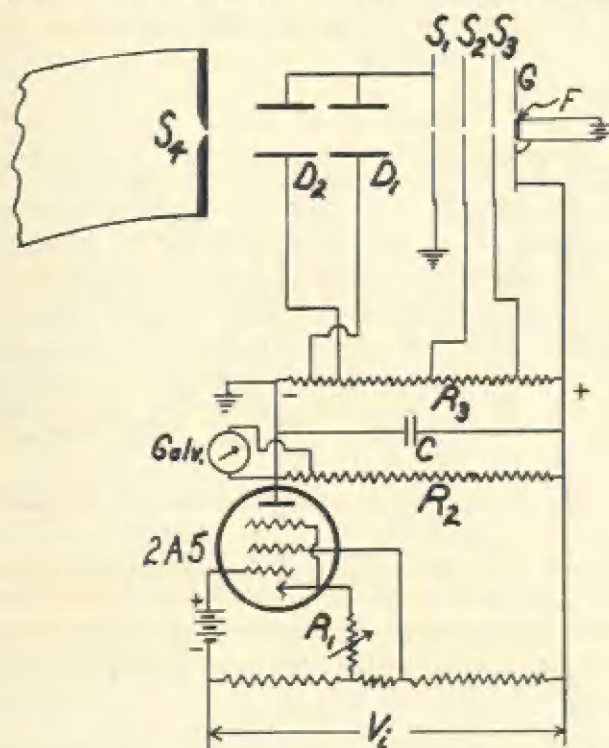 S₁ S₂ S₃
G
F
S₄
D₂ D₁
- R₃ +
Galv.
C
R₂
2A5
+
R₁
-
Vᵢ